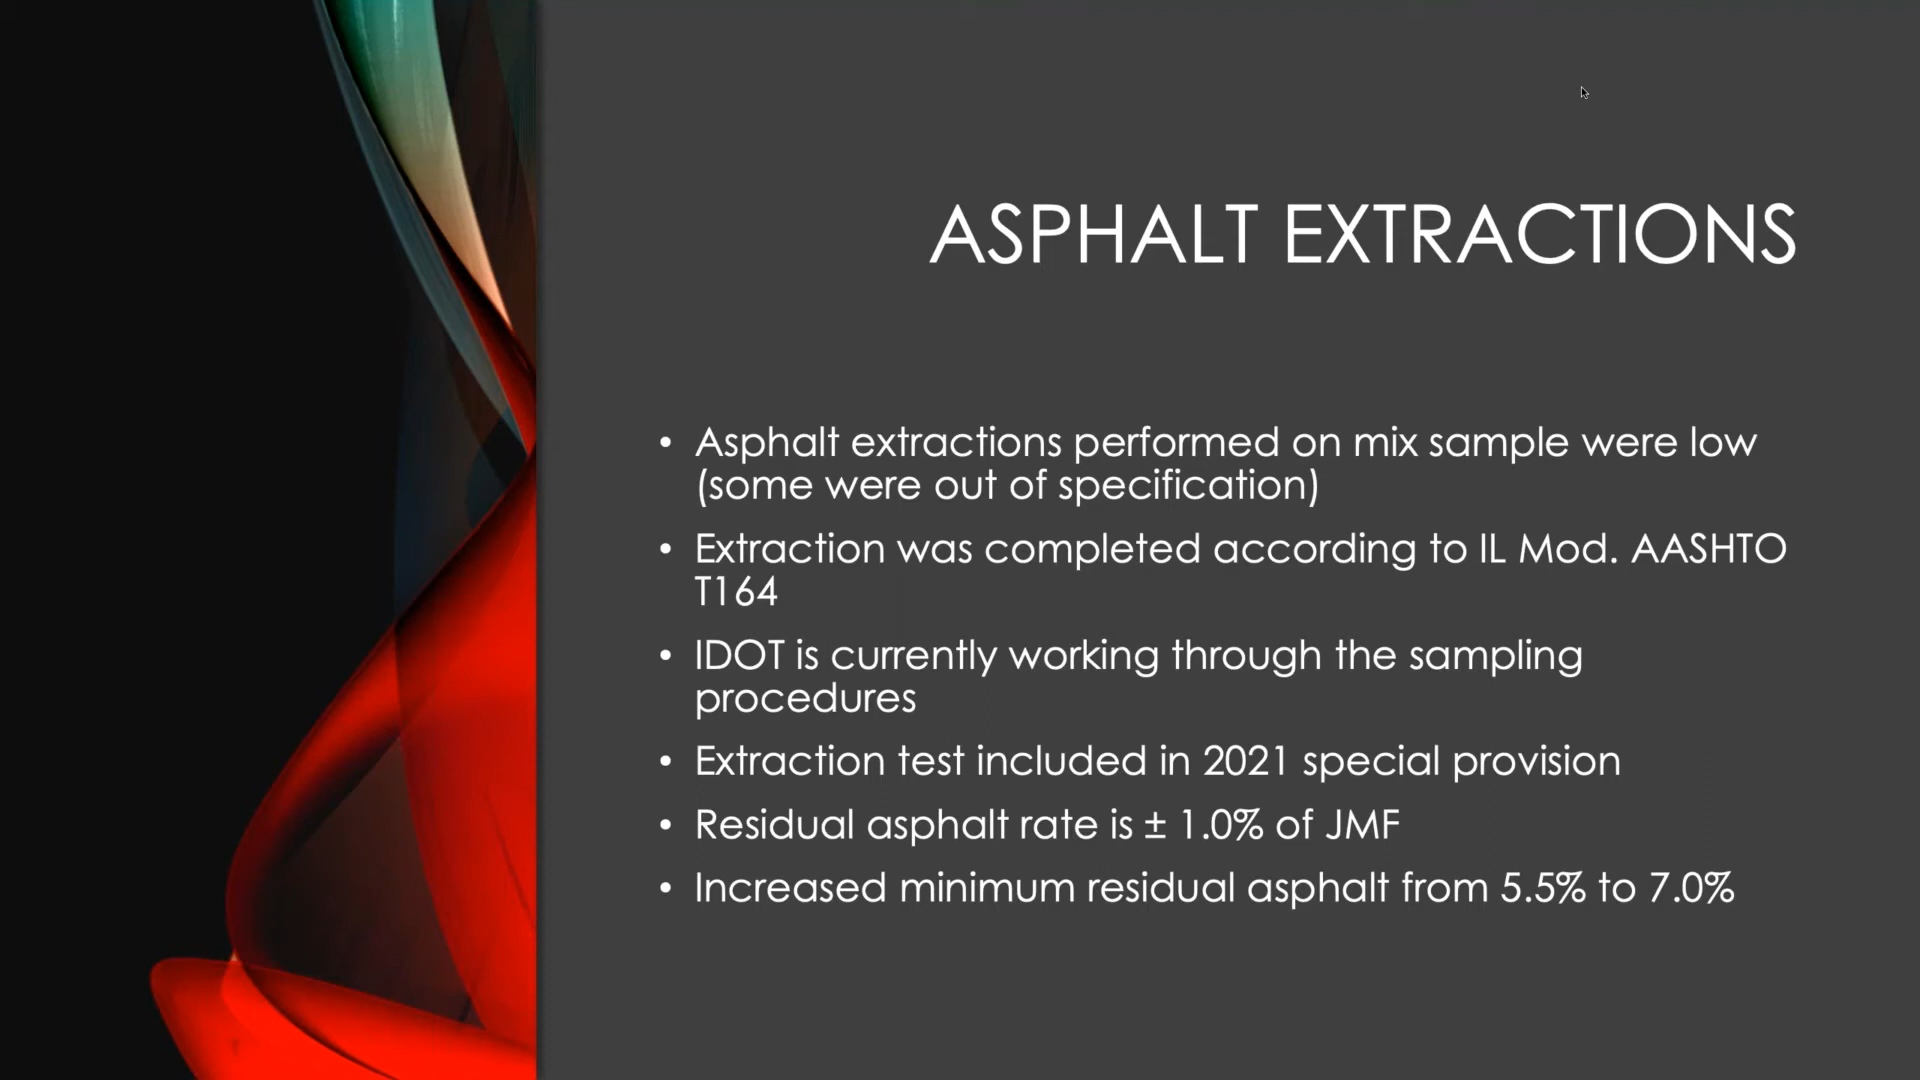 ASPHALT EXTRACTIONS
• Asphalt extractions performed on mix sample were low
(some were out of specification)
• Extraction was completed according to IL Mod. AASHTO
T164
• IDOT is currently working through the sampling
procedures
• Extraction test included in 2021 special provision
• Residual asphalt rate is ± 1.0% of JMF
• Increased minimum residual asphalt from 5.5% to 7.0%